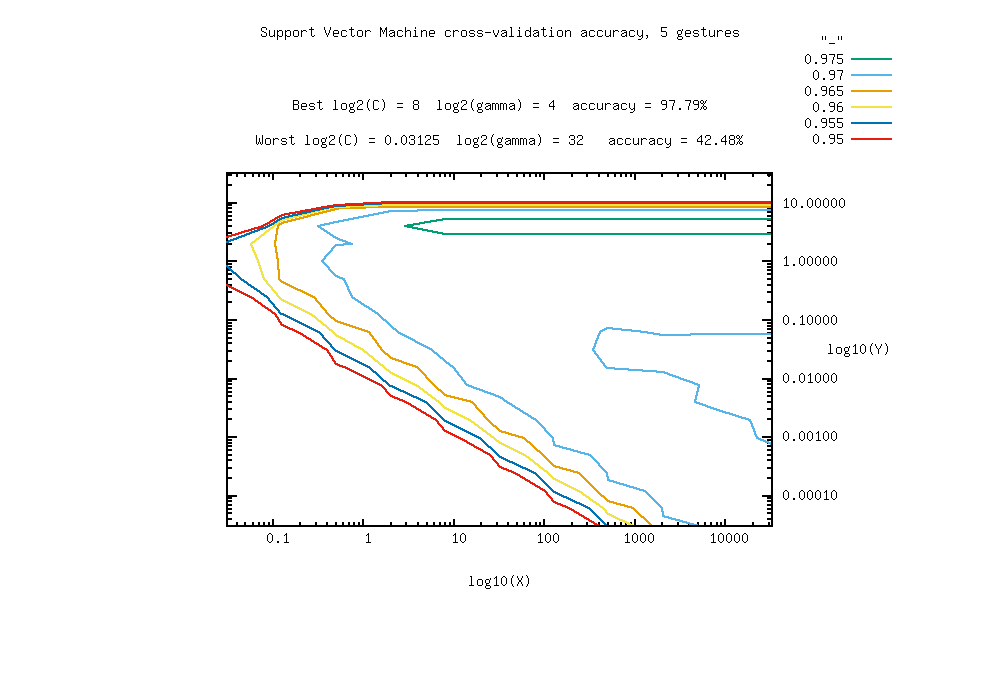 Support Vector Machine cross-validation accuracy, 5 gestures
"_"
0.975
0.97
0.965
0.96
0.955
0.95
Best log2(C) = 8  log2(gamma) = 4  accuracy = 97.79%
Worst log2(C) = 0.03125  log2(gamma) = 32   accuracy = 42.48%
10.00000
1.00000
0.10000
log10(Y)
0.01000
0.00100
0.00010
0.1 1 10 100 1000 10000
log10(X)